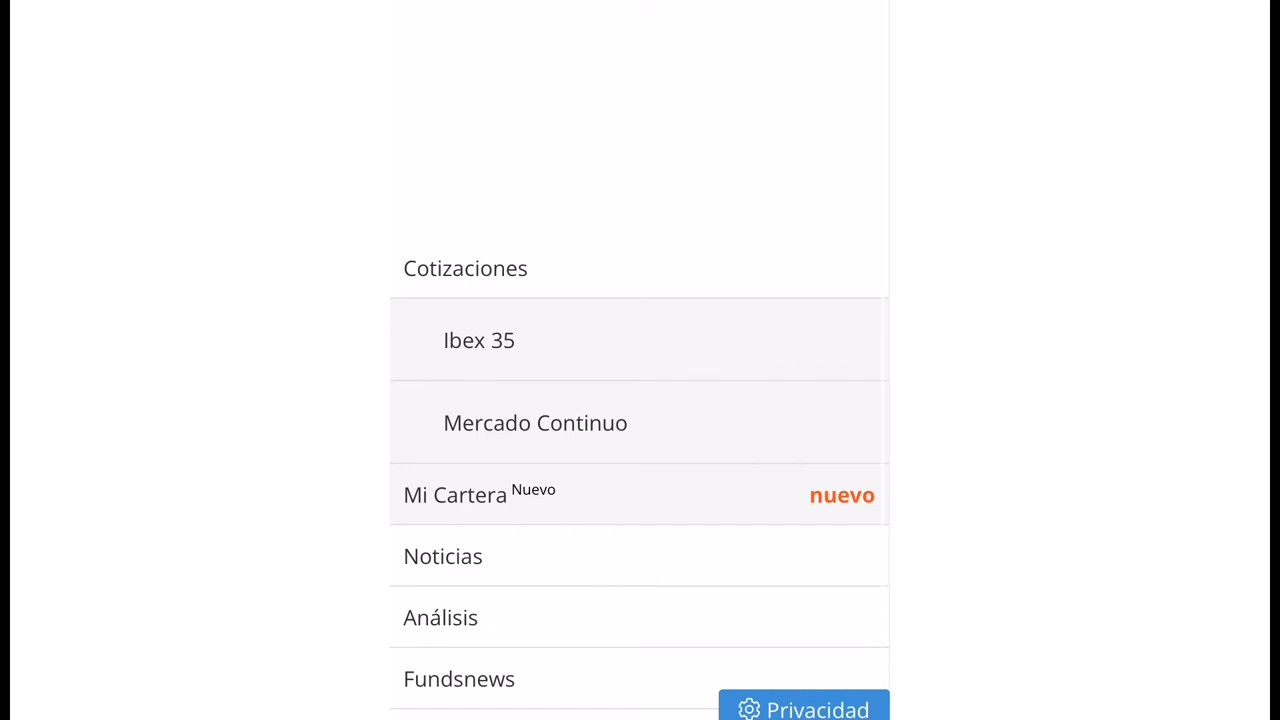 Cotizaciones
Ibex 35
Mercado Continuo
Mi Cartera Nuevo nuevo
Noticias
Análisis
Fundsnews
Privacidad